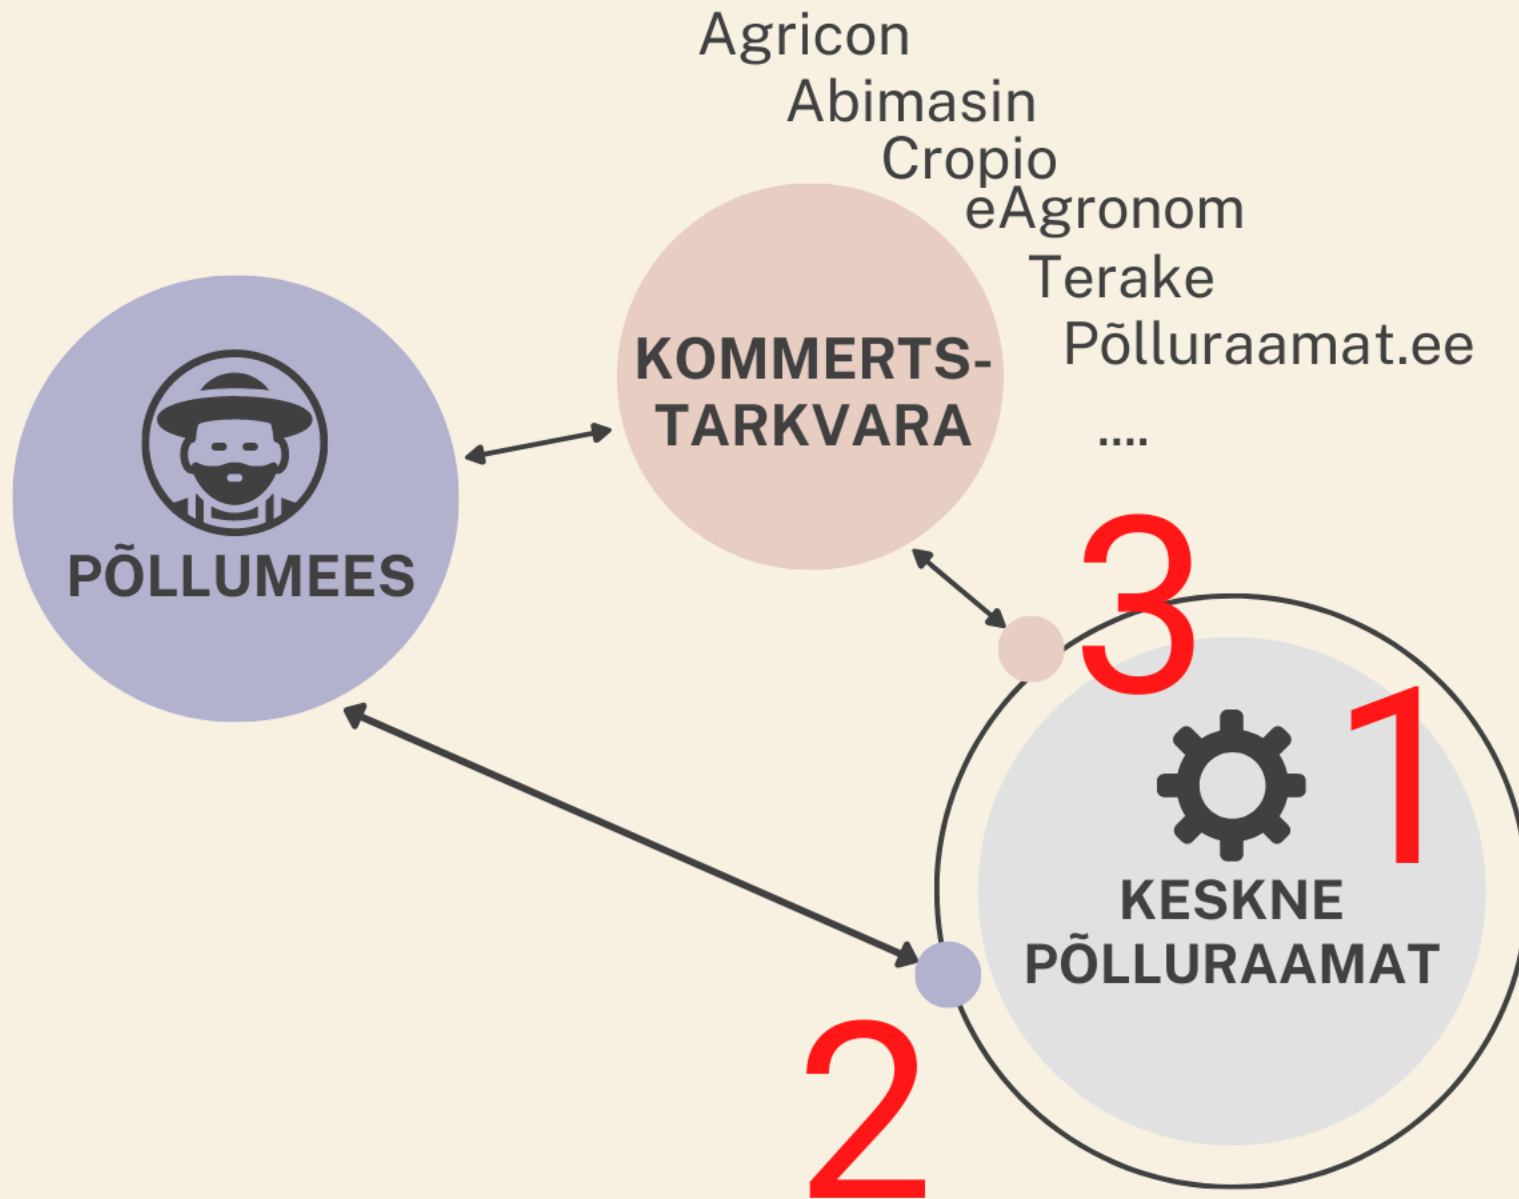 Agricon
Abimasin
Cropio
eAgronom
Terake
Põlluraamat.ee
....
KOMMERTS-
TARKVARA
PÕLLUMEES
3
1
KESKNE
PÕLLURAAMAT
2